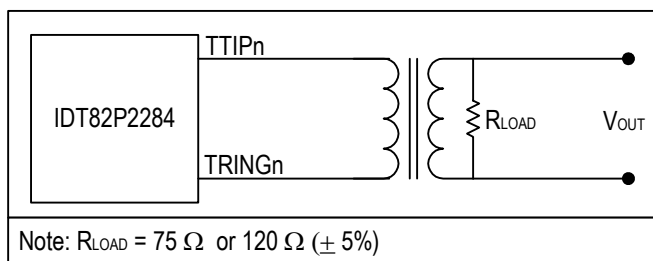 TTIPn
IDT82P2284
RLOAD
VOUT
TRINGn
Note: RLOAD = 75 Ω or 120 Ω (± 5%)